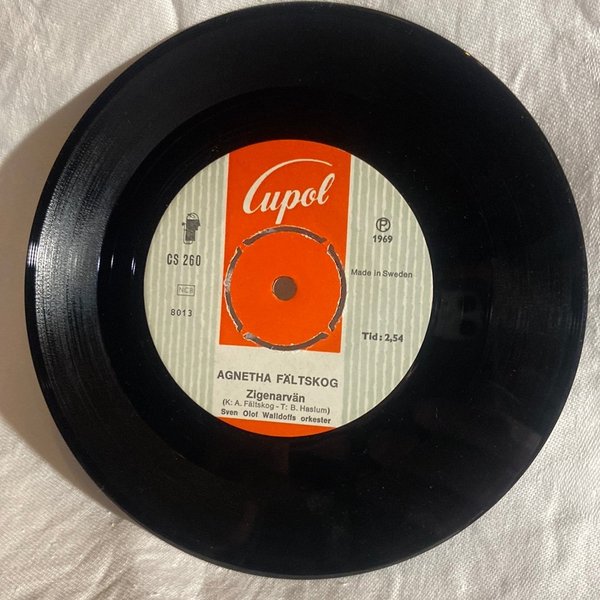 Cupol
CS 260
NCB
8013
Ⓟ
1969
Made in Sweden
Tid: 2,54
AGNETHA FÄLTSKOG
Zigenarvän
(K: A. Fältskog - T: B. Haslum)
Sven Olof Walldoffs orkester